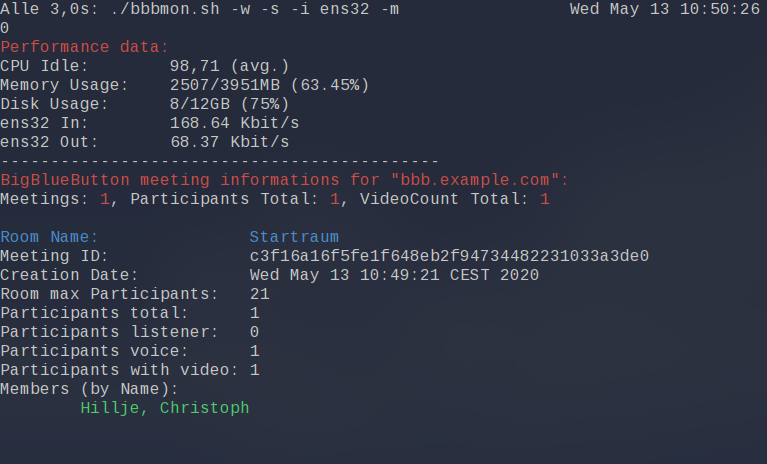 Alle 3,0s: ./bbbmon.sh -w -s -i ens32 -m                 Wed May 13 10:50:26
0
Performance data:
CPU Idle:        98,71 (avg.)
Memory Usage:    2507/3951MB (63.45%)
Disk Usage:      8/12GB (75%)
ens32 In:        168.64 Kbit/s
ens32 Out:       68.37 Kbit/s
--------------------------------------------
BigBlueButton meeting informations for "bbb.example.com":
Meetings: 1, Participants Total: 1, VideoCount Total: 1

Room Name:               Startraum
Meeting ID:              c3f16a16f5fe1f648eb2f94734482231033a3de0
Creation Date:           Wed May 13 10:49:21 CEST 2020
Room max Participants:   21
Participants total:      1
Participants listener:   0
Participants voice:      1
Participants with video: 1
Members (by Name):
        Hillje, Christoph